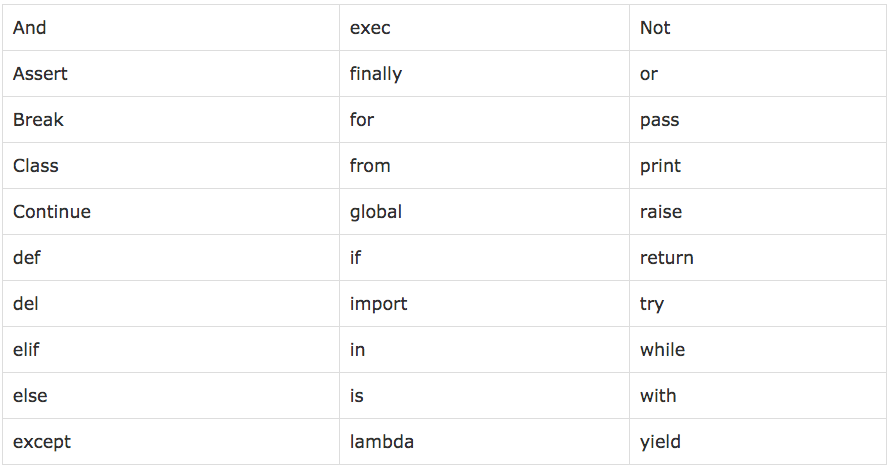 And exec Not
Assert finally or
Break for pass
Class from print
Continue global raise
def if return
del import try
elif in while
else is with
except lambda yield